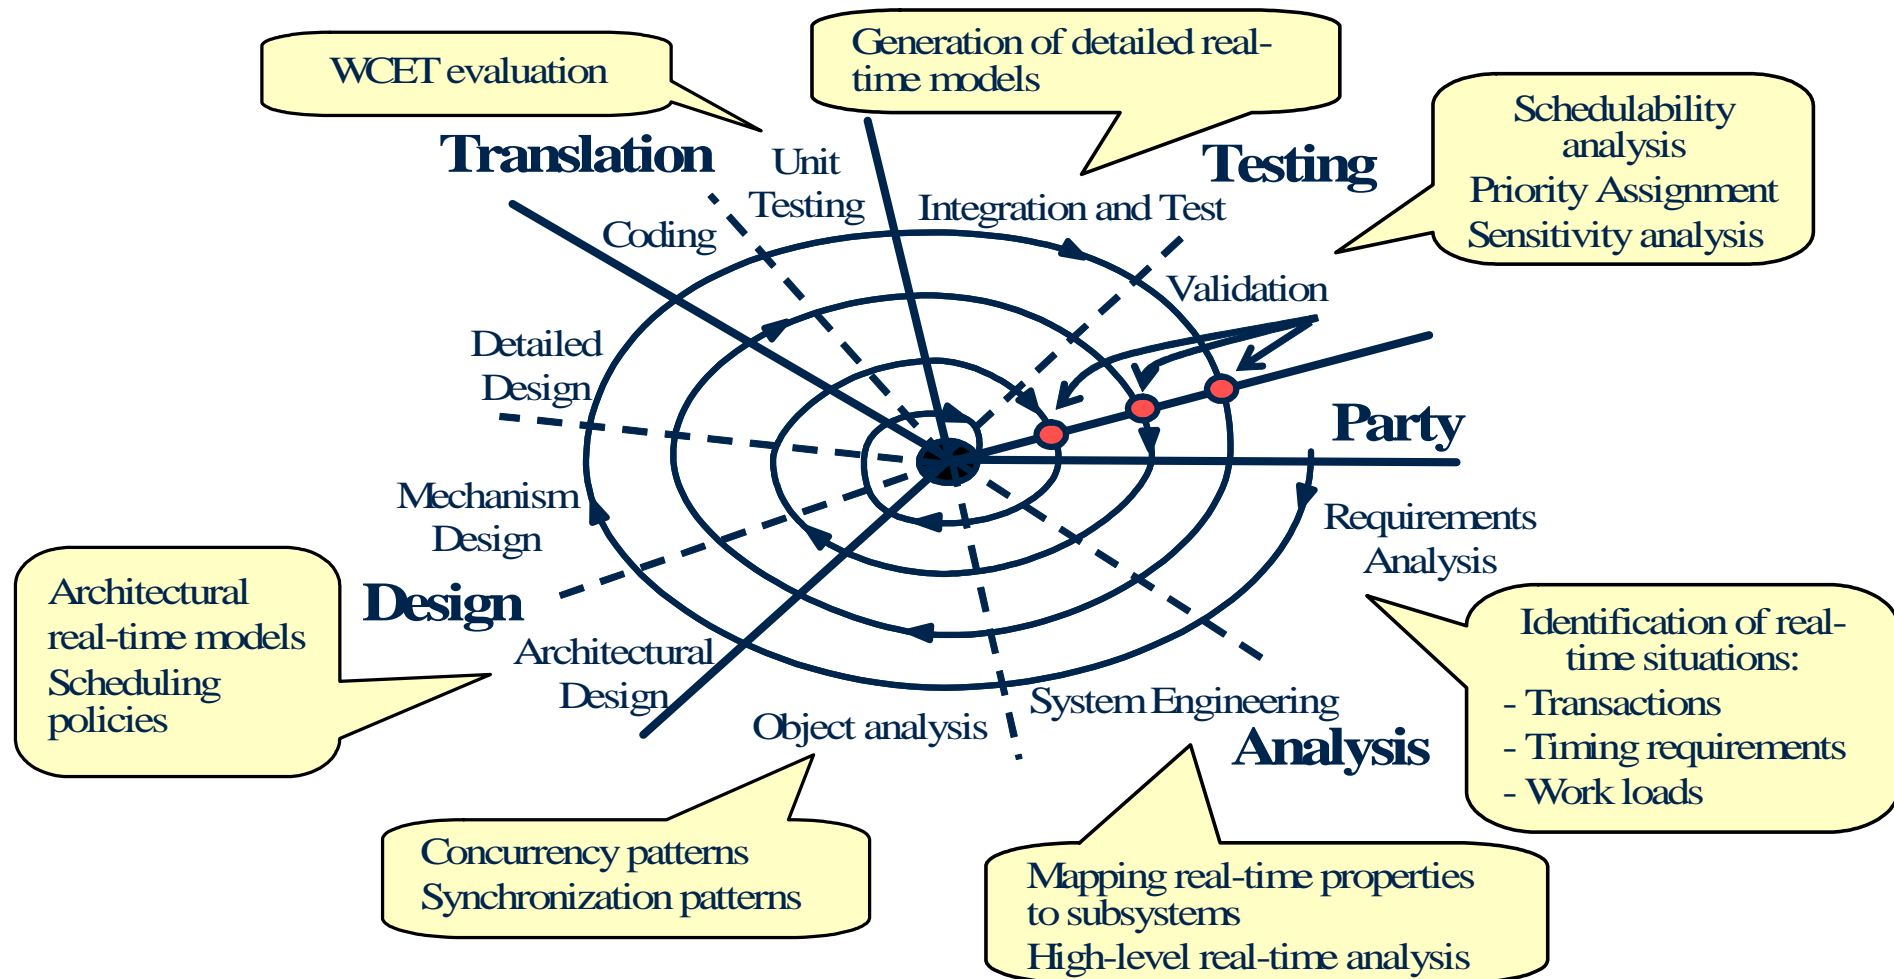 WCET evaluation
Generation of detailed real-
time models
Schedulability
analysis
Priority Assignment
Sensitivity analysis
Translation
Unit
Testing
Testing
Coding
Integration and Test
Validation
Detailed
Design
Party
Mechanism
Design
Requirements
Analysis
Architectural
real-time models
Scheduling
policies
Design
Architectural
Design
Identification of real-
time situations:
- Transactions
- Timing requirements
- Work loads
Object analysis
System Engineering
Analysis
Concurrency patterns
Synchronization patterns
Mapping real-time properties
to subsystems
High-level real-time analysis